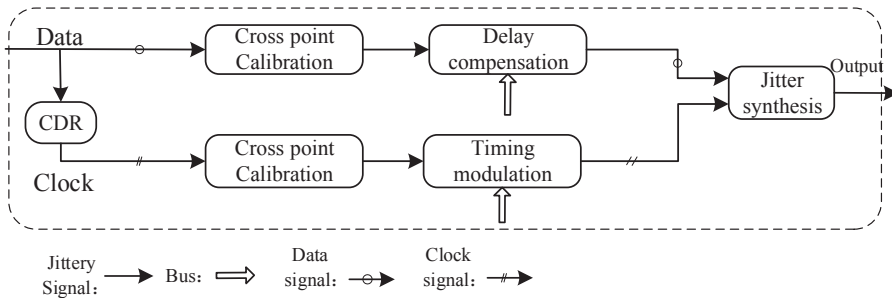 Data
Cross point
Calibration
Delay
compensation
Output
Jitter
synthesis
CDR
Clock
Cross point
Calibration
Timing
modulation
Jittery
Signal：
Bus：
Data
signal：
Clock
signal：